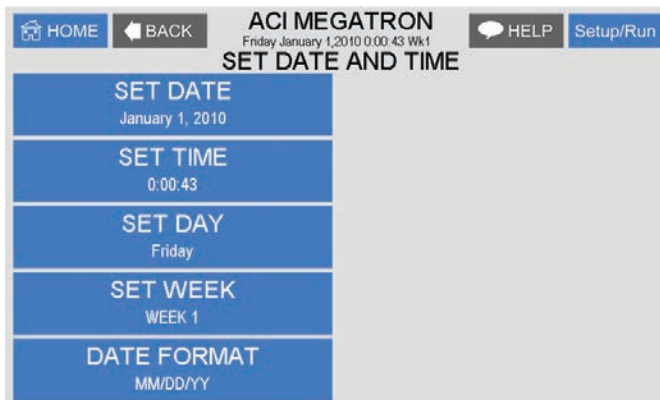 HOME
BACK
ACI MEGATRON
HELP
Setup/Run
Friday January 1,2010 0:00:43 Wk1
SET DATE AND TIME
SET DATE
January 1, 2010
SET TIME
0:00:43
SET DAY
Friday
SET WEEK
WEEK 1
DATE FORMAT
MM/DD/YY